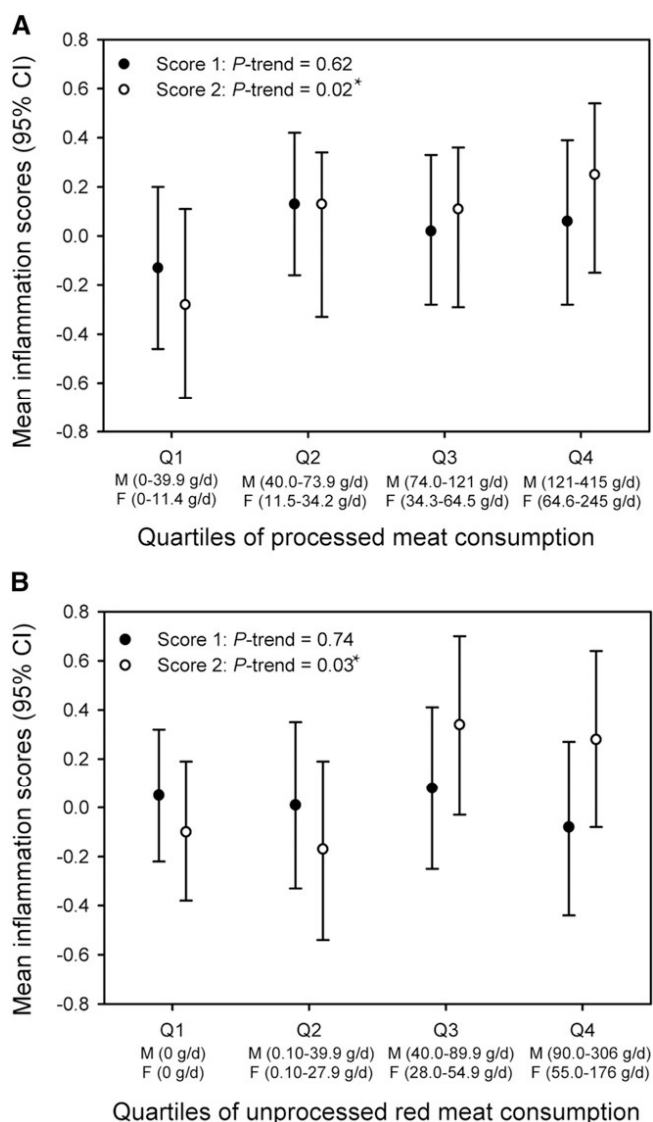 A
Mean inflammation scores (95% CI)
0.8
0.6
0.4
0.2
0.0
-0.2
-0.4
-0.6
-0.8
Score 1: P-trend = 0.62
Score 2: P-trend = 0.02*
Q1 Q2 Q3 Q4
M (0-39.9 g/d) M (40.0-73.9 g/d) M (74.0-121 g/d) M (121-415 g/d)
F (0-11.4 g/d) F (11.5-34.2 g/d) F (34.3-64.5 g/d) F (64.6-245 g/d)
Quartiles of processed meat consumption
B
Mean inflammation scores (95% CI)
0.8
0.6
0.4
0.2
0.0
-0.2
-0.4
-0.6
-0.8
Score 1: P-trend = 0.74
Score 2: P-trend = 0.03*
Q1 Q2 Q3 Q4
M (0 g/d) M (0.10-39.9 g/d) M (40.0-89.9 g/d) M (90.0-306 g/d)
F (0 g/d) F (0.10-27.9 g/d) F (28.0-54.9 g/d) F (55.0-176 g/d)
Quartiles of unprocessed red meat consumption